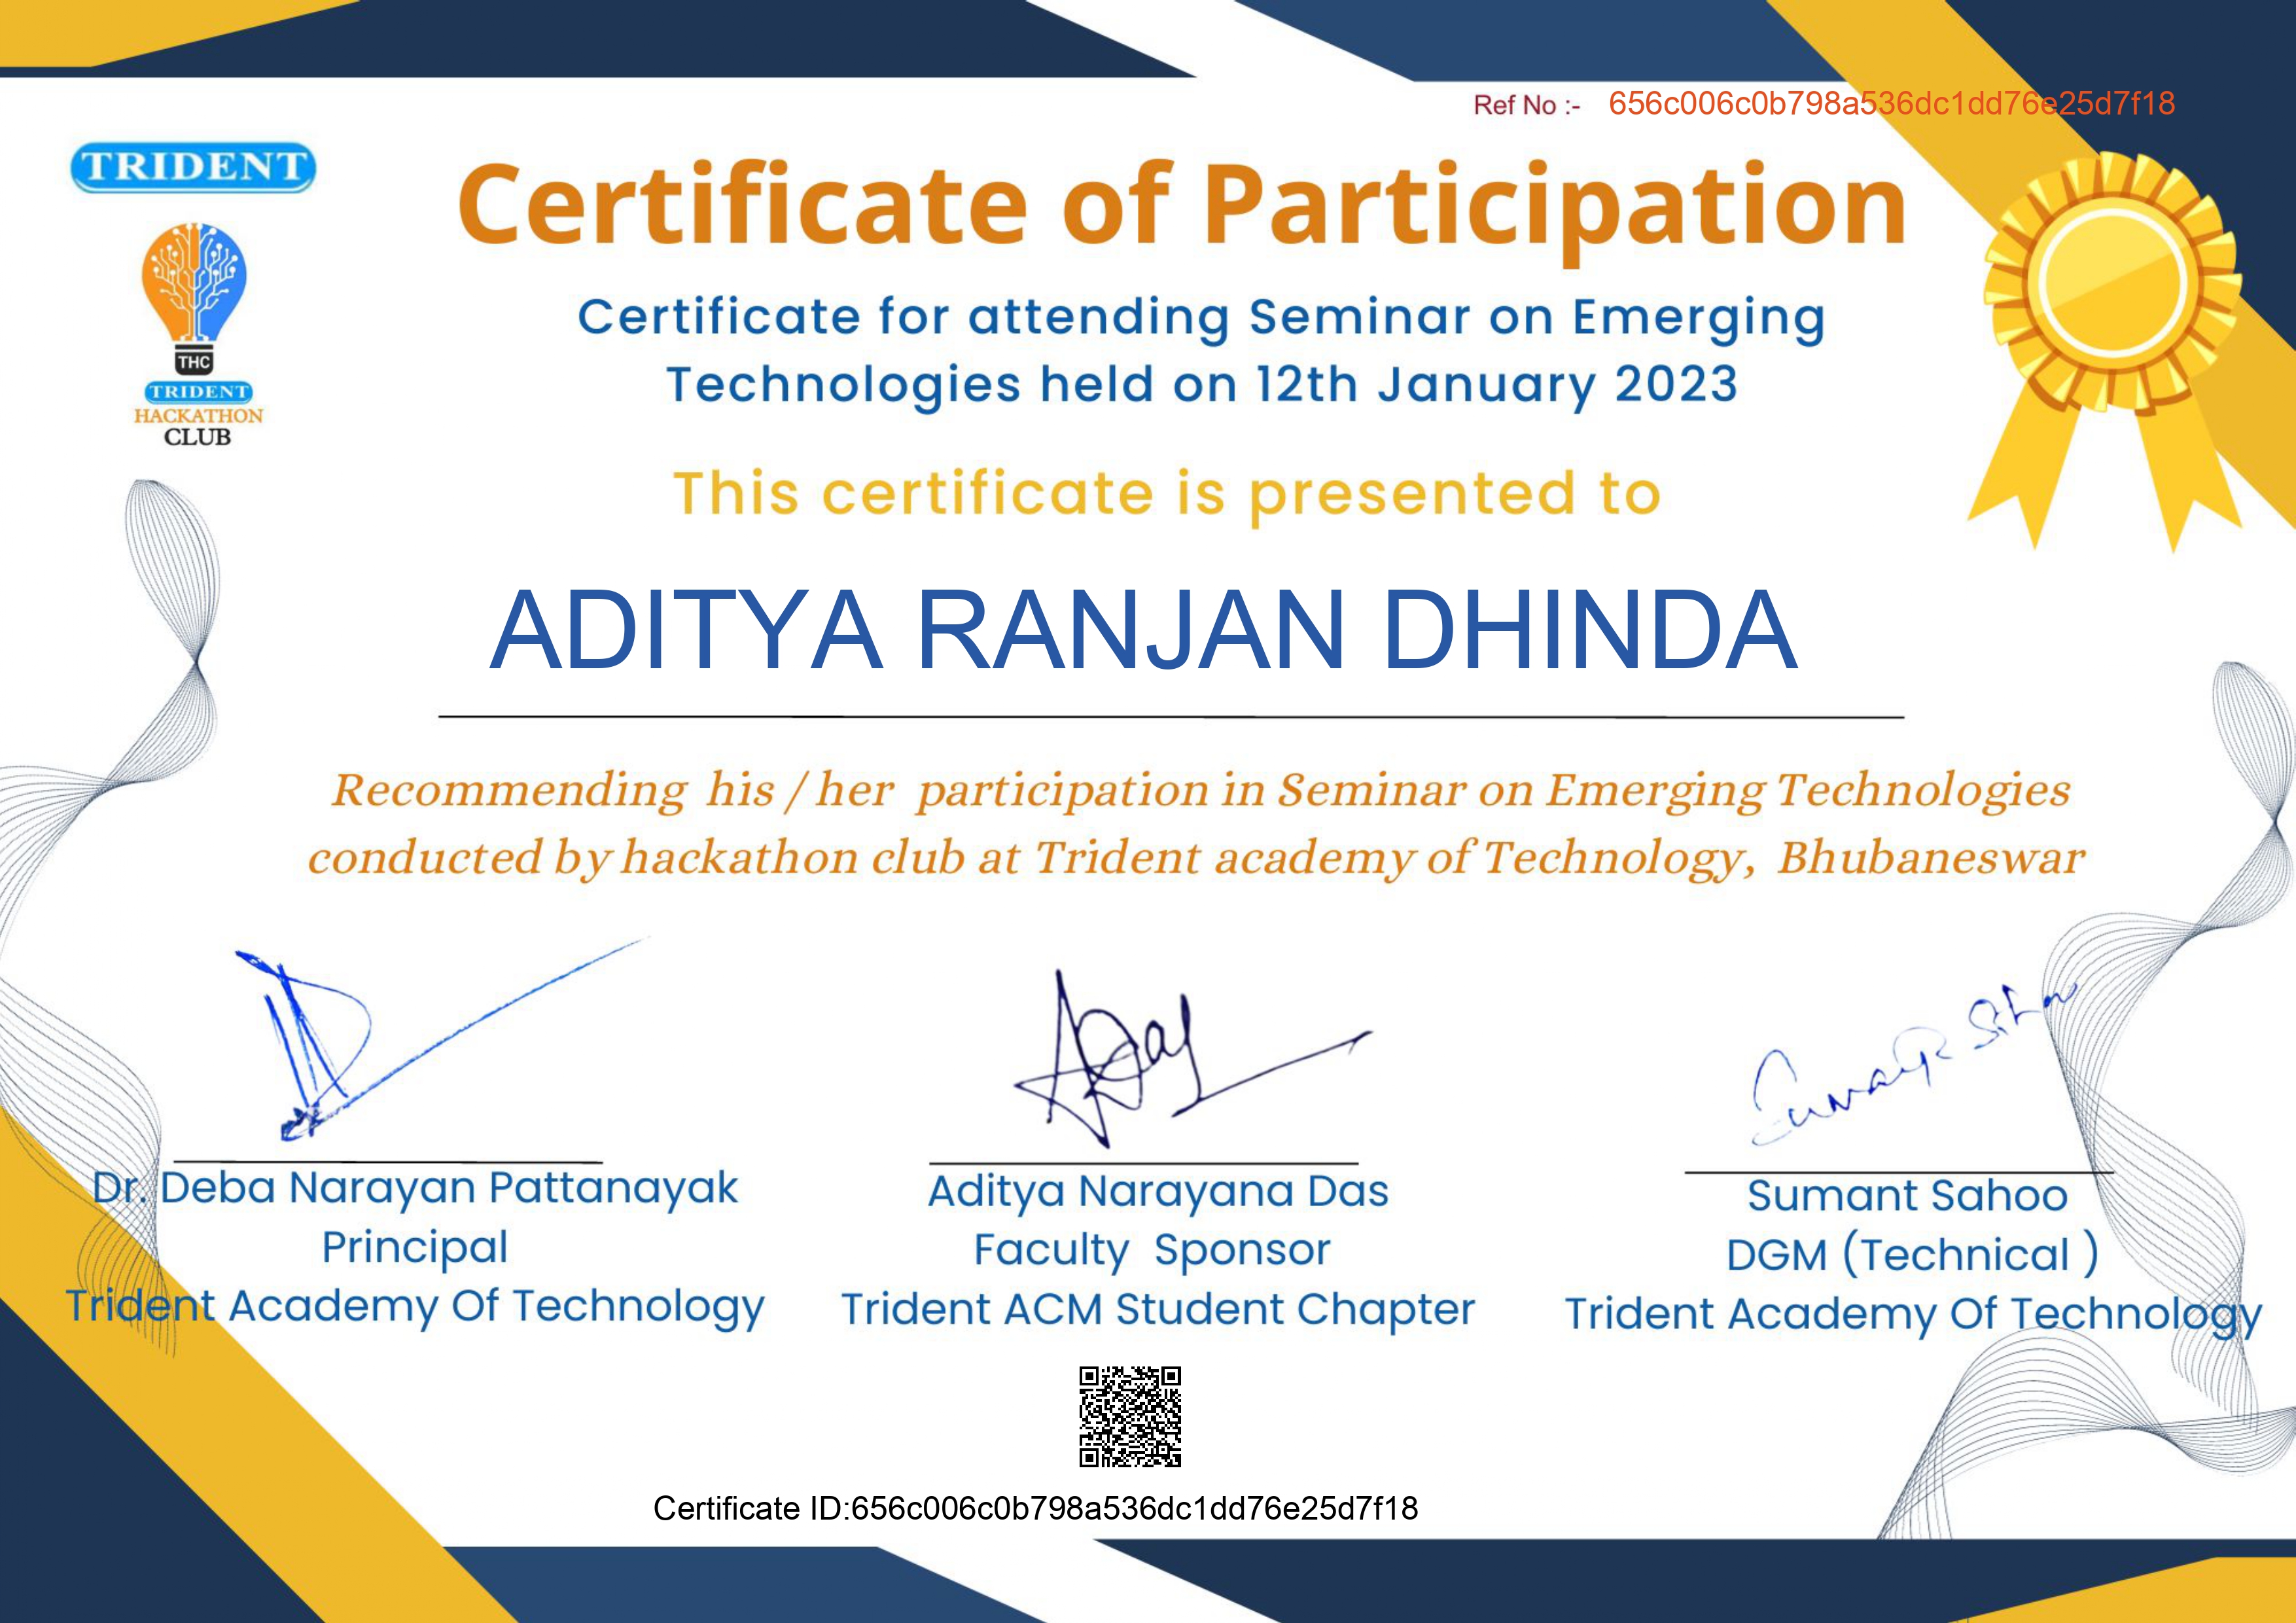 Ref No :- 656c006c0b798a536dc1dd76e25d7f18
TRIDENT
Certificate of Participation
THC
TRIDENT
HACKATHON
CLUB
Certificate for attending Seminar on Emerging
Technologies held on 12th January 2023
This certificate is presented to
ADITYA RANJAN DHINDA
Recommending his / her participation in Seminar on Emerging Technologies
conducted by hackathon club at Trident academy of Technology, Bhubaneswar
Dr. Deba Narayan Pattanayak
Principal
Trident Academy Of Technology
Aditya Narayana Das
Faculty Sponsor
Trident ACM Student Chapter
Sumant Sahoo
DGM (Technical )
Trident Academy Of Technology
Certificate ID:656c006c0b798a536dc1dd76e25d7f18